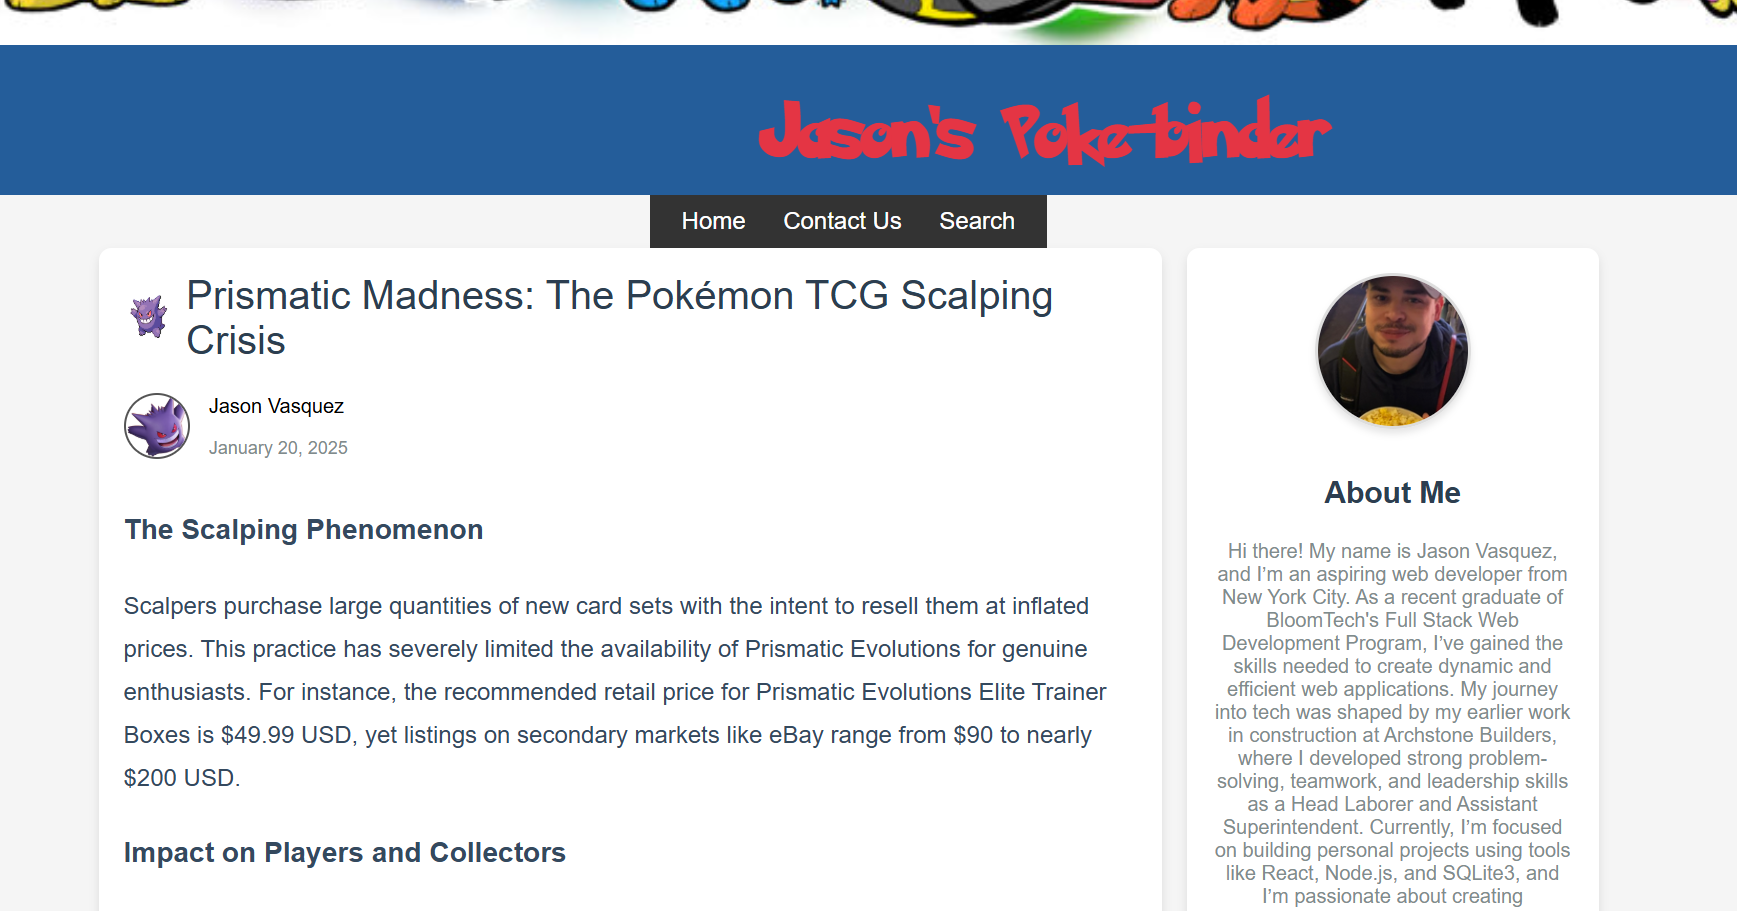 Jason's Poke-binder
Home Contact Us Search
Prismatic Madness: The Pokémon TCG Scalping
Crisis
Jason Vasquez
January 20, 2025
The Scalping Phenomenon
Scalpers purchase large quantities of new card sets with the intent to resell them at inflated
prices. This practice has severely limited the availability of Prismatic Evolutions for genuine
enthusiasts. For instance, the recommended retail price for Prismatic Evolutions Elite Trainer
Boxes is $49.99 USD, yet listings on secondary markets like eBay range from $90 to nearly
$200 USD.
Impact on Players and Collectors
About Me
Hi there! My name is Jason Vasquez,
and I’m an aspiring web developer from
New York City. As a recent graduate of
BloomTech's Full Stack Web
Development Program, I’ve gained the
skills needed to create dynamic and
efficient web applications. My journey
into tech was shaped by my earlier work
in construction at Archstone Builders,
where I developed strong problem-
solving, teamwork, and leadership skills
as a Head Laborer and Assistant
Superintendent. Currently, I’m focused
on building personal projects using tools
like React, Node.js, and SQLite3, and
I’m passionate about creating